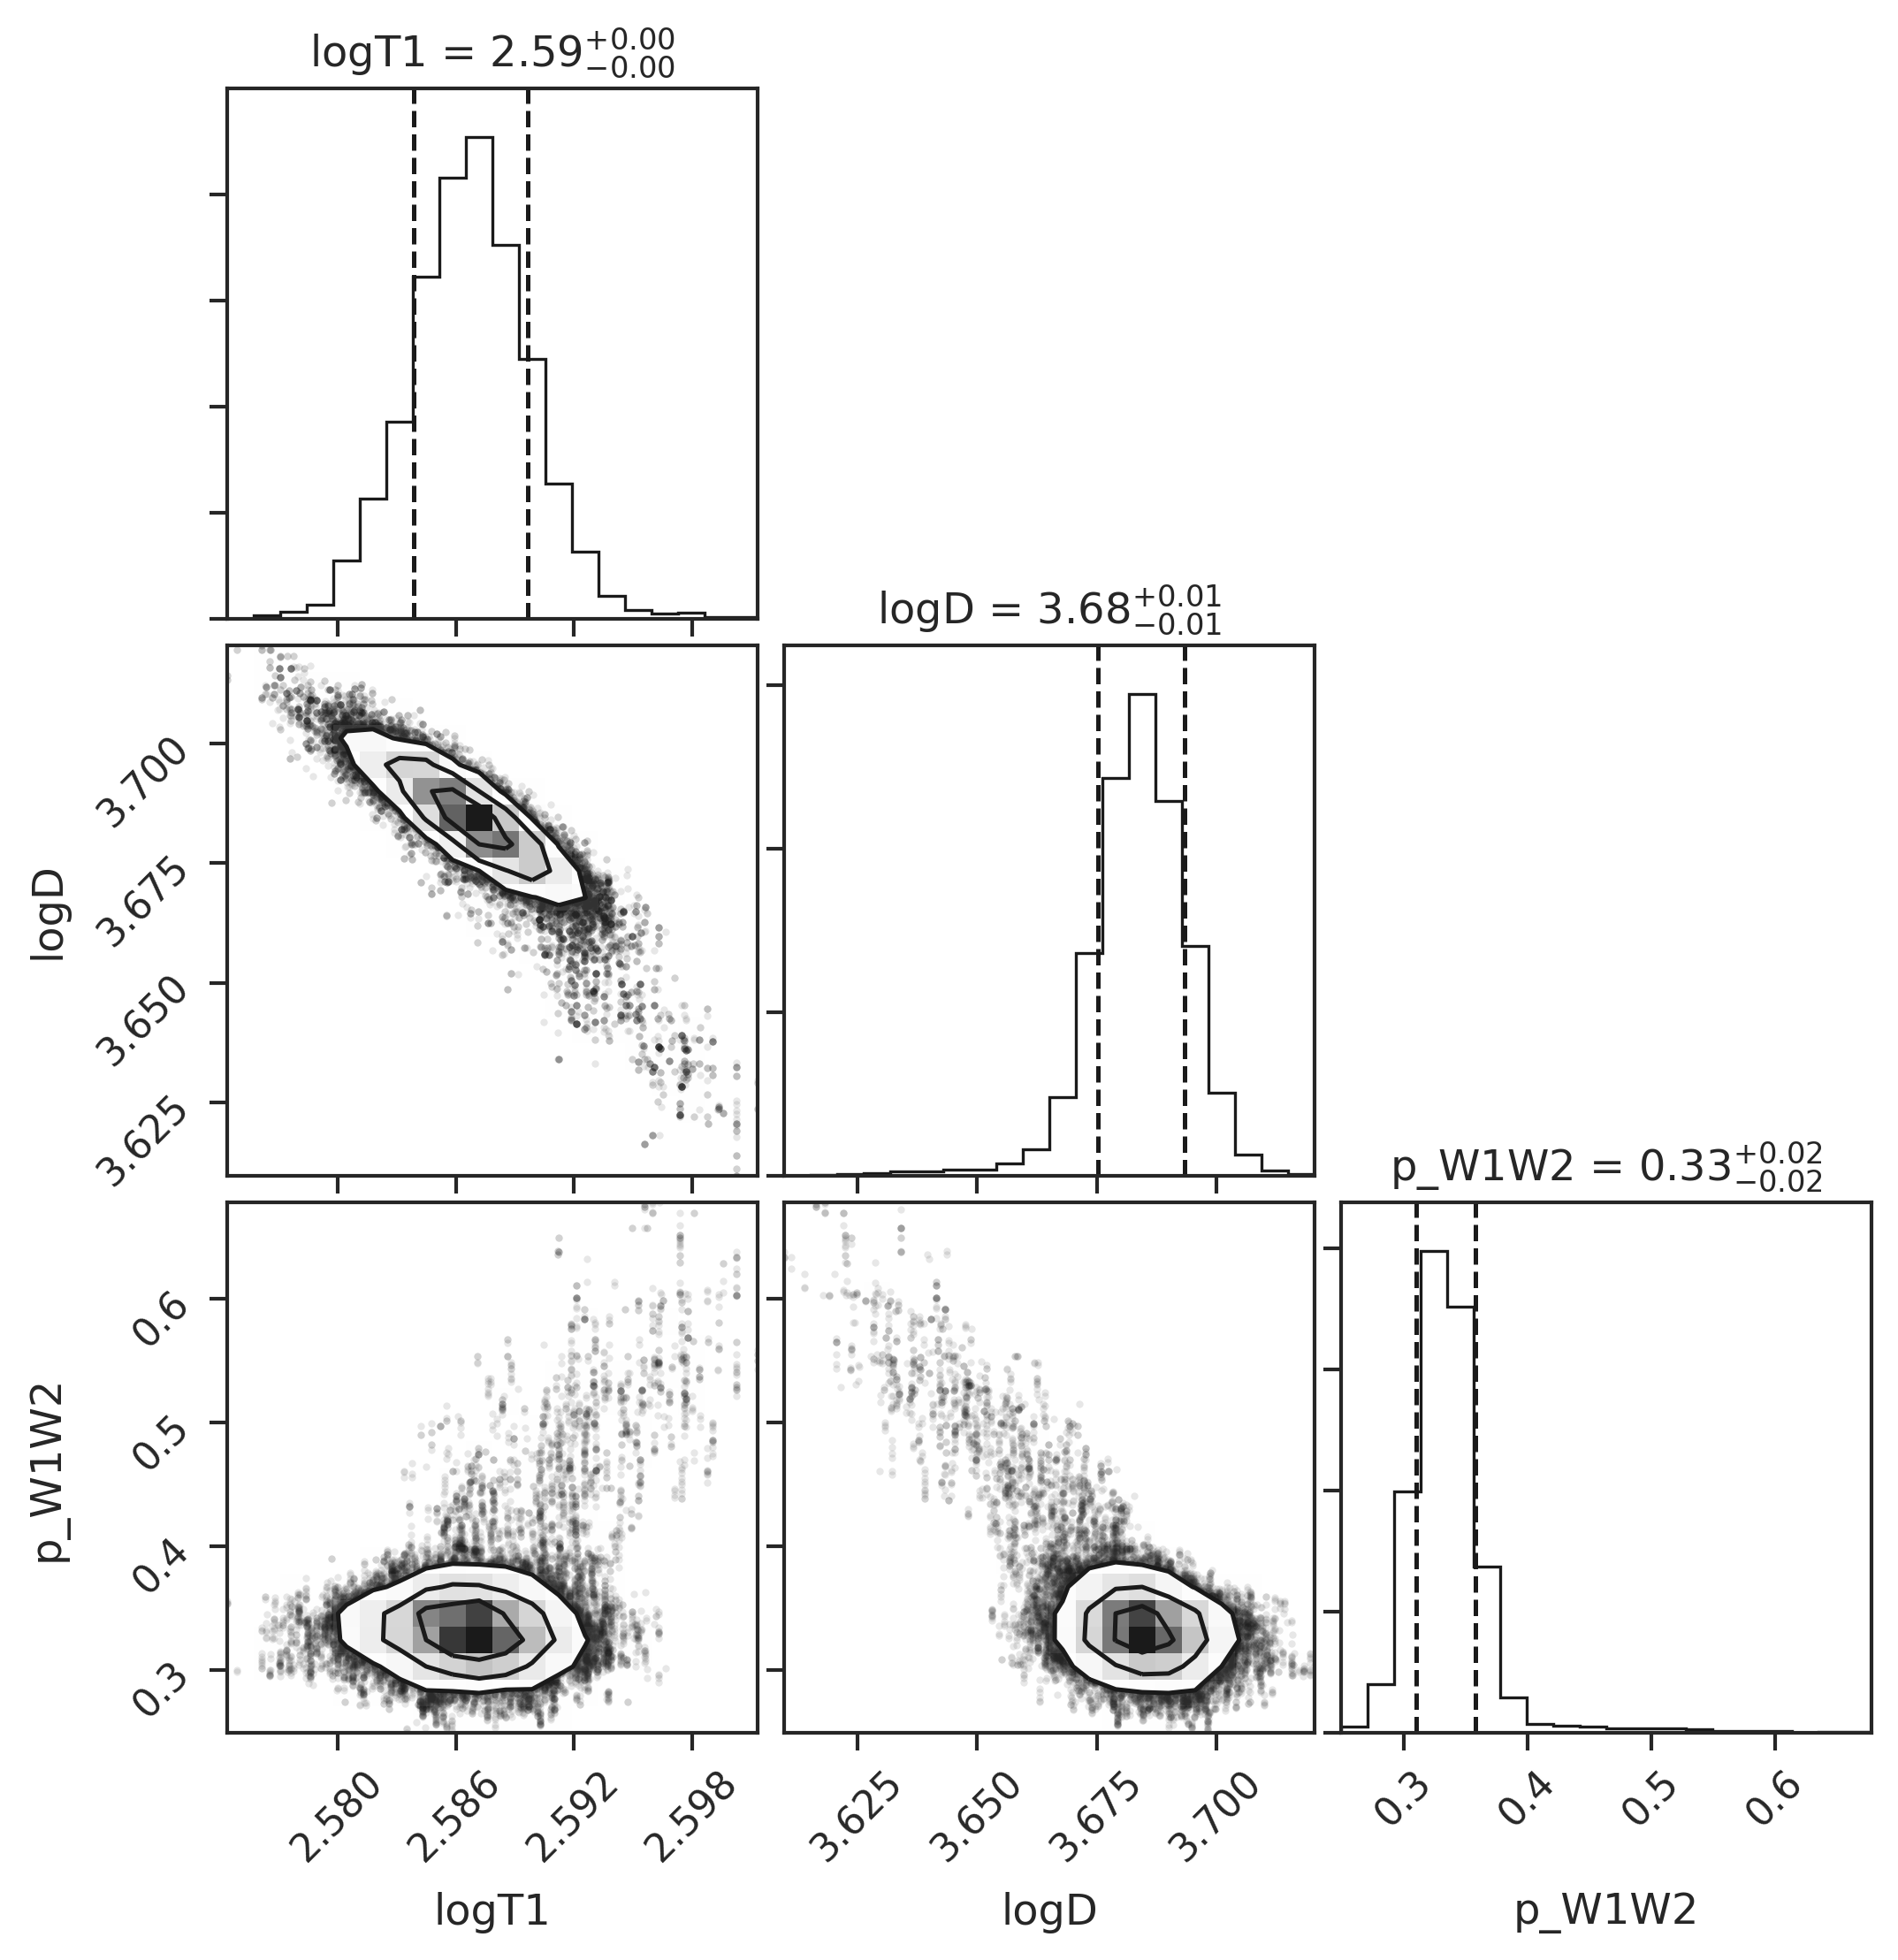 logT1 = 2.59+0.00−0.00
logD = 3.68+0.01−0.01
3.700
3.675
3.650
3.625
logD
p_W1W2 = 0.33+0.02−0.02
0.6
0.5
0.4
0.3
p_W1W2
2.580 2.586 2.592 2.598
3.625 3.650 3.675 3.700
0.3 0.4 0.5 0.6
logT1 logD p_W1W2